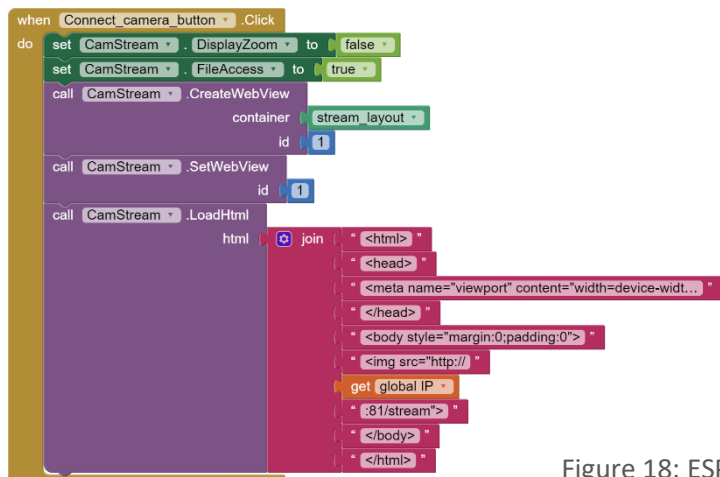 when Connect_camera_button .Click
do set CamStream . DisplayZoom to false
set CamStream . FileAccess to true
call CamStream .CreateWebView
container stream_layout
id 1
call CamStream .SetWebView
id 1
call CamStream .LoadHtml
html join " <html> "
" <head> "
" <meta name="viewport" content="width=device-widt… "
" </head> "
" <body style="margin:0;padding:0"> "
" <img src="http:// "
get global IP
" :81/stream"> "
" </body> "
" </html> "
Figure 18: ESP